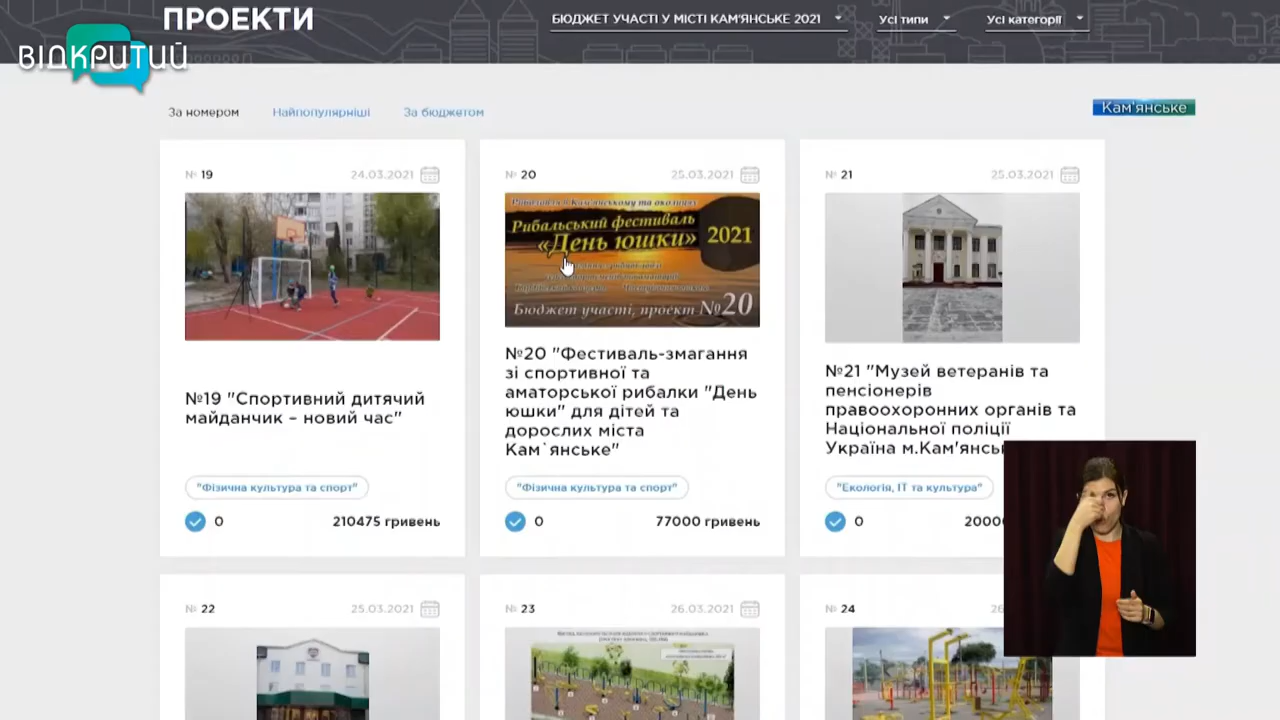 ПРОЕКТИ
БЮДЖЕТ УЧАСТІ У МІСТІ КАМ'ЯНСЬКЕ 2021
Усі типи
Усі категорії
ВІДКРИТИЙ
За номером
Найпопулярніші
За бюджетом
Кам'янське
№ 19
24.03.2021
№19 "Спортивний дитячий
майданчик – новий час"
"Фізична культура та спорт"
0
210475 гривень
№ 20
25.03.2021
Рибальський фестиваль
«День юшки» 2021
Бюджет участі, проект №20
№20 "Фестиваль-змагання
зі спортивної та
аматорської рибалки "День
юшки" для дітей та
дорослих міста
Кам`янське"
"Фізична культура та спорт"
0
77000 гривень
№ 21
25.03.2021
№21 "Музей ветеранів та
пенсіонерів
правоохоронних органів та
Національної поліції
Україна м.Кам'янсь
"Екологія, ІТ та культура"
0
2000
№ 22
25.03.2021
№ 23
26.03.2021
№ 24
26